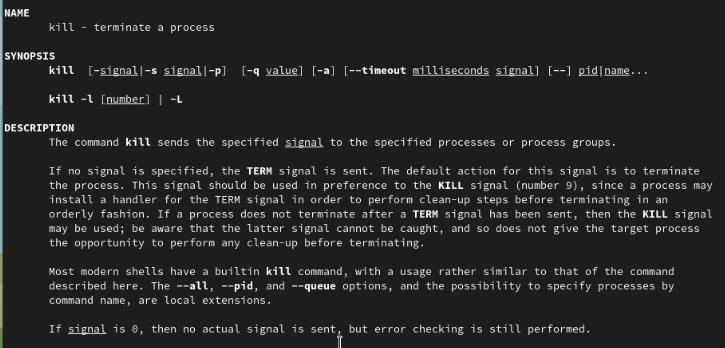 NAME
kill - terminate a process
SYNOPSIS
kill [-signal|-s signal|-p] [-q value] [-a] [--timeout milliseconds signal] [--] pid|name...
kill -l [number] | -L
DESCRIPTION
The command kill sends the specified signal to the specified processes or process groups.
If no signal is specified, the TERM signal is sent. The default action for this signal is to terminate
the process. This signal should be used in preference to the KILL signal (number 9), since a process may
install a handler for the TERM signal in order to perform clean-up steps before terminating in an
orderly fashion. If a process does not terminate after a TERM signal has been sent, then the KILL signal
may be used; be aware that the latter signal cannot be caught, and so does not give the target process
the opportunity to perform any clean-up before terminating.
Most modern shells have a builtin kill command, with a usage rather similar to that of the command
described here. The --all, --pid, and --queue options, and the possibility to specify processes by
command name, are local extensions.
If signal is 0, then no actual signal is sent, but error checking is still performed.